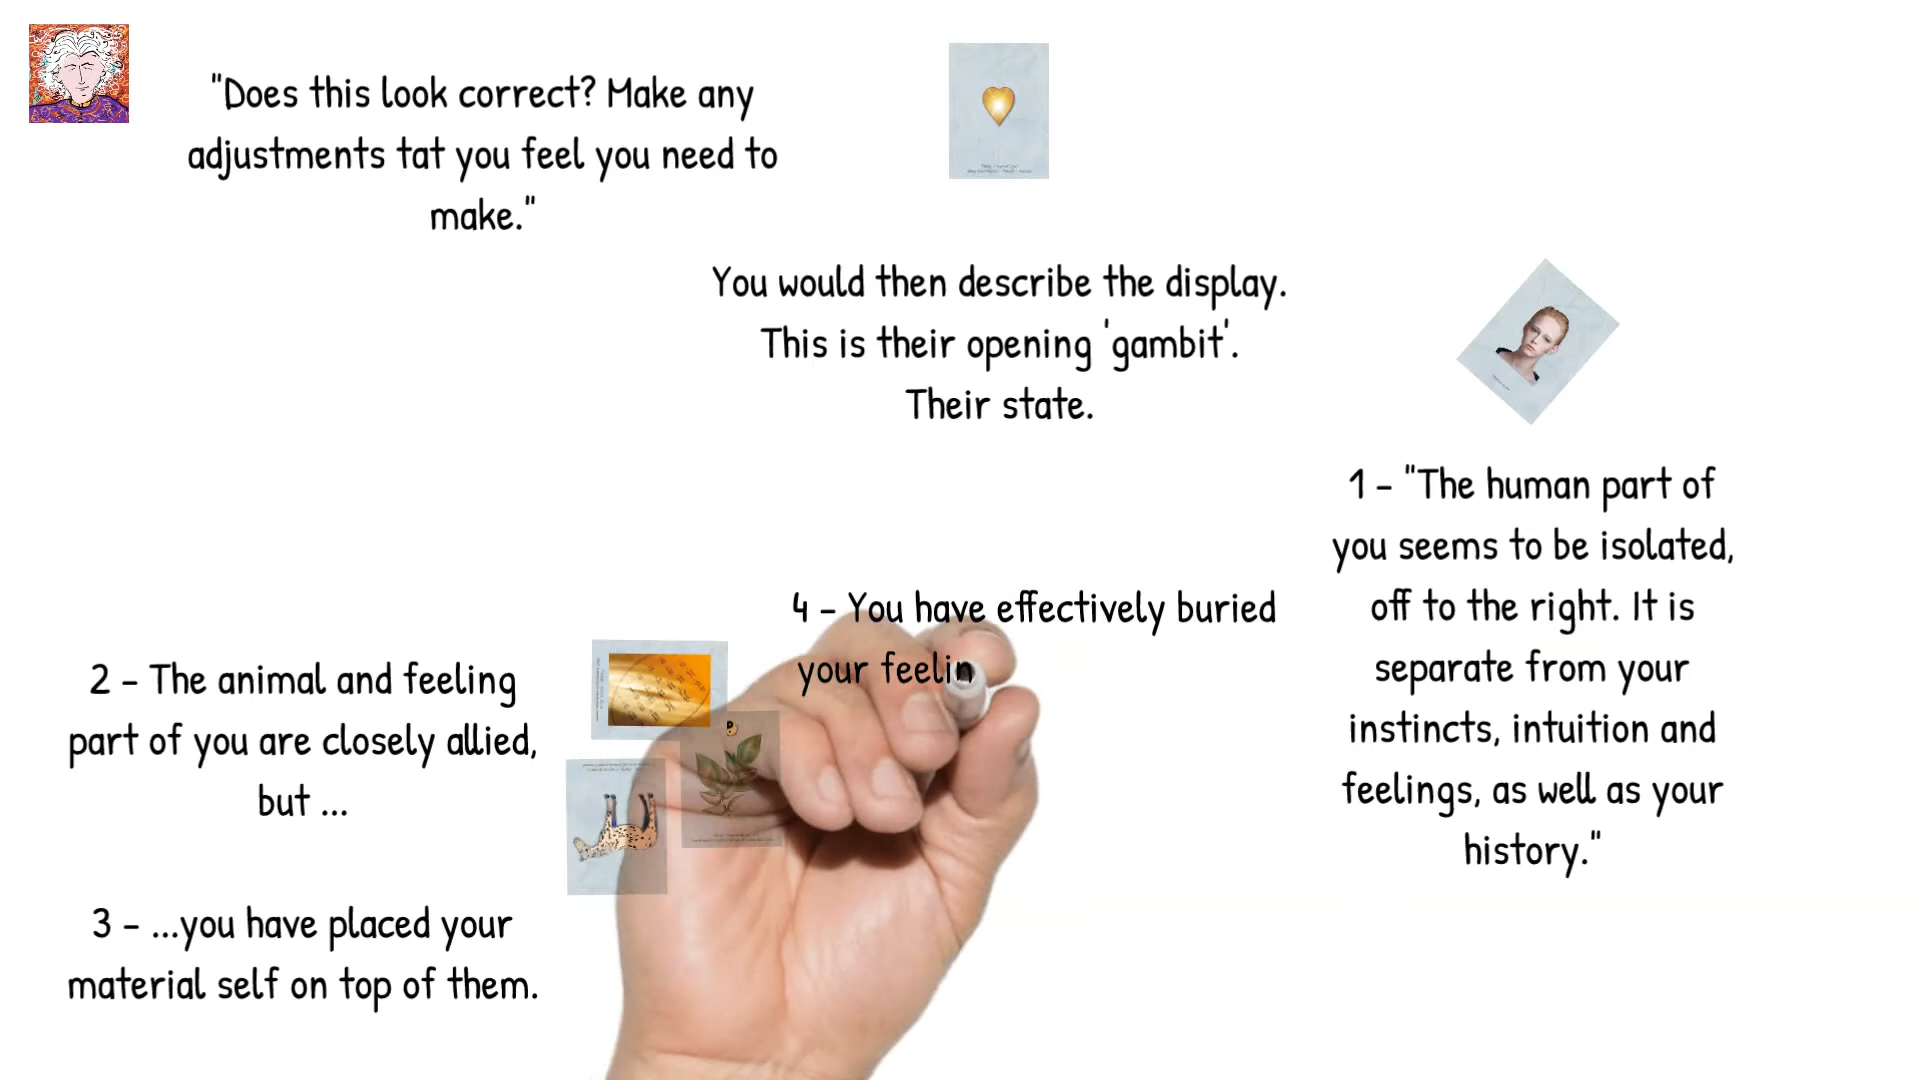 "Does this look correct? Make any
adjustments tat you feel you need to
make."
You would then describe the display.
This is their opening 'gambit'.
Their state.
1 - "The human part of
you seems to be isolated,
off to the right. It is
separate from your
instincts, intuition and
feelings, as well as your
history."
2 - The animal and feeling
part of you are closely allied,
but ...
3 - ...you have placed your
material self on top of them.
4 - You have effectively buried
your feelin